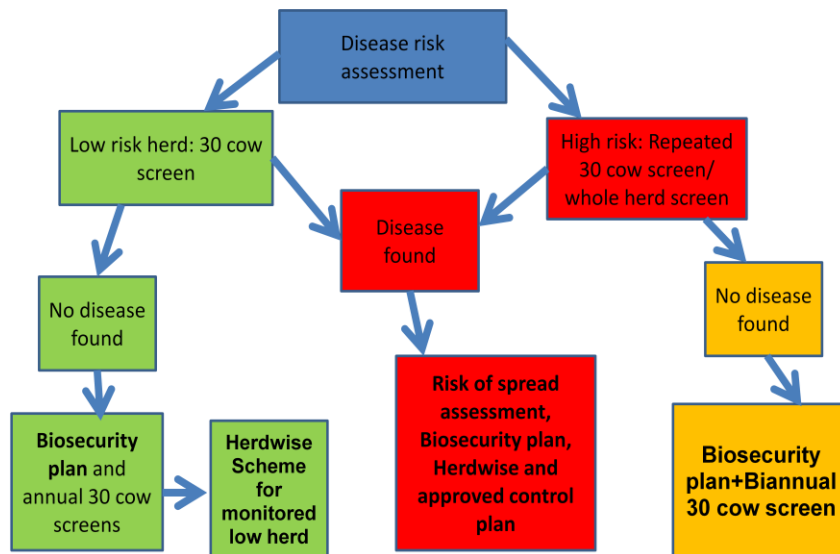 Disease risk
assessment
Low risk herd: 30 cow
screen
High risk: Repeated
30 cow screen/
whole herd screen
Disease
found
No disease
found
No disease
found
Biosecurity
plan and
annual 30 cow
screens
Herdwise
Scheme
for
monitored
low herd
Risk of spread
assessment,
Biosecurity plan,
Herdwise and
approved control
plan
Biosecurity
plan+Biannual
30 cow screen